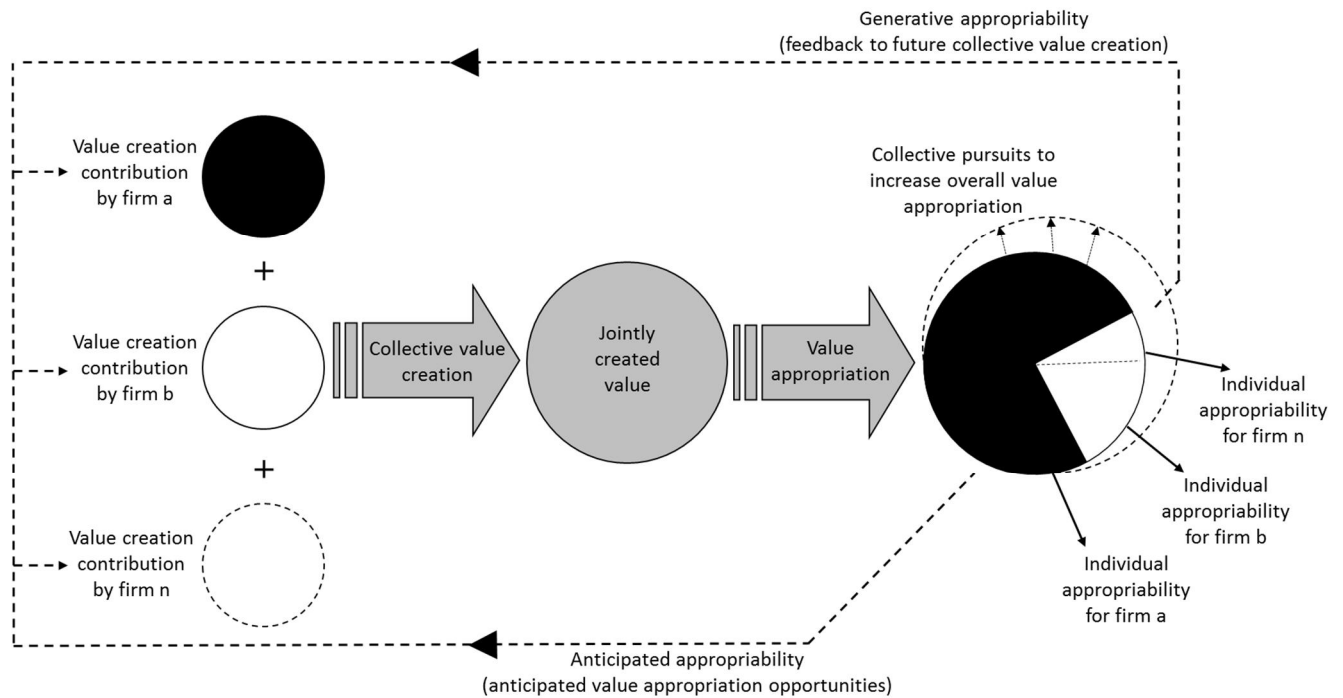 Generative appropriability
(feedback to future collective value creation)
Value creation
contribution
by firm a
+
Value creation
contribution
by firm b
+
Value creation
contribution
by firm n
Collective value
creation
Jointly
created
value
Value
appropriation
Collective pursuits to
increase overall value
appropriation
Individual
appropriability
for firm n
Individual
appropriability
for firm b
Individual
appropriability
for firm a
Anticipated appropriability
(anticipated value appropriation opportunities)